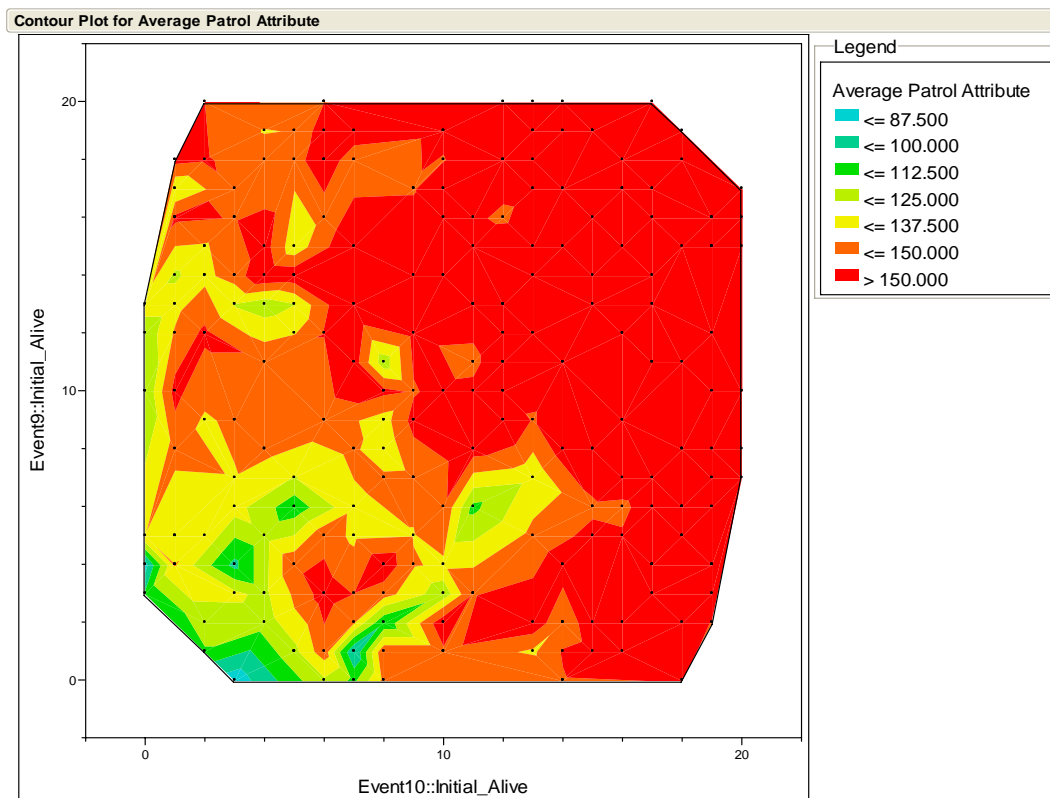 Contour Plot for Average Patrol Attribute
Legend
Average Patrol Attribute
<= 87.500
<= 100.000
<= 112.500
<= 125.000
<= 137.500
<= 150.000
> 150.000
20
10
0
Event9::Initial_Alive
0 10 20
Event10::Initial_Alive